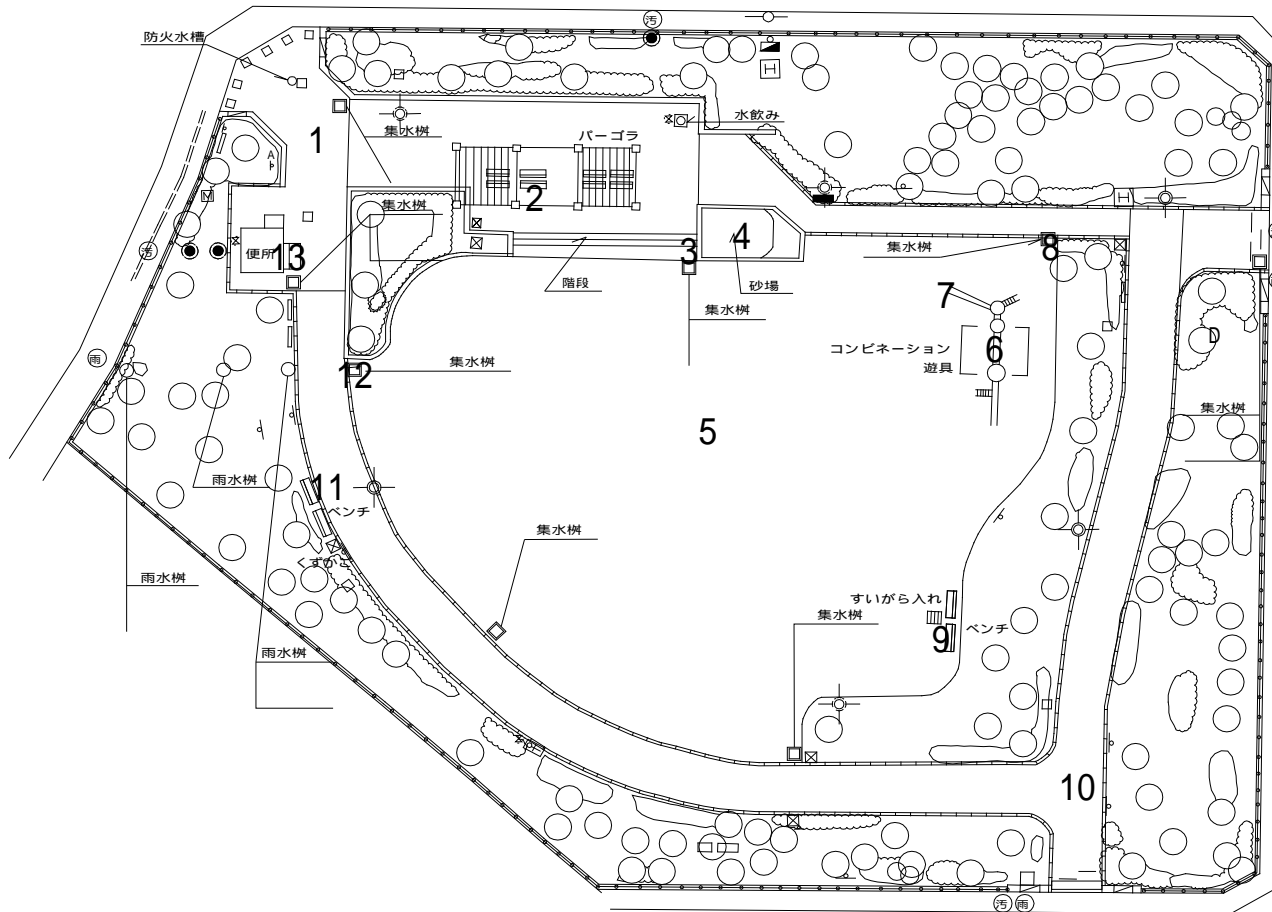 汚
防火水槽
水飲み
集水桝
パーゴラ
1
A
M
集水桝
2
汚
便所
13
3
4
集水桝
8
階段
砂場
7
集水桝
雨
コンビネーション
遊具
6
D
12
集水桝
集水桝
5
雨水桝
11
ベンチ
集水桝
くずかご
雨水桝
すいがら入れ
集水桝
9
ベンチ
雨水桝
10
汚
雨